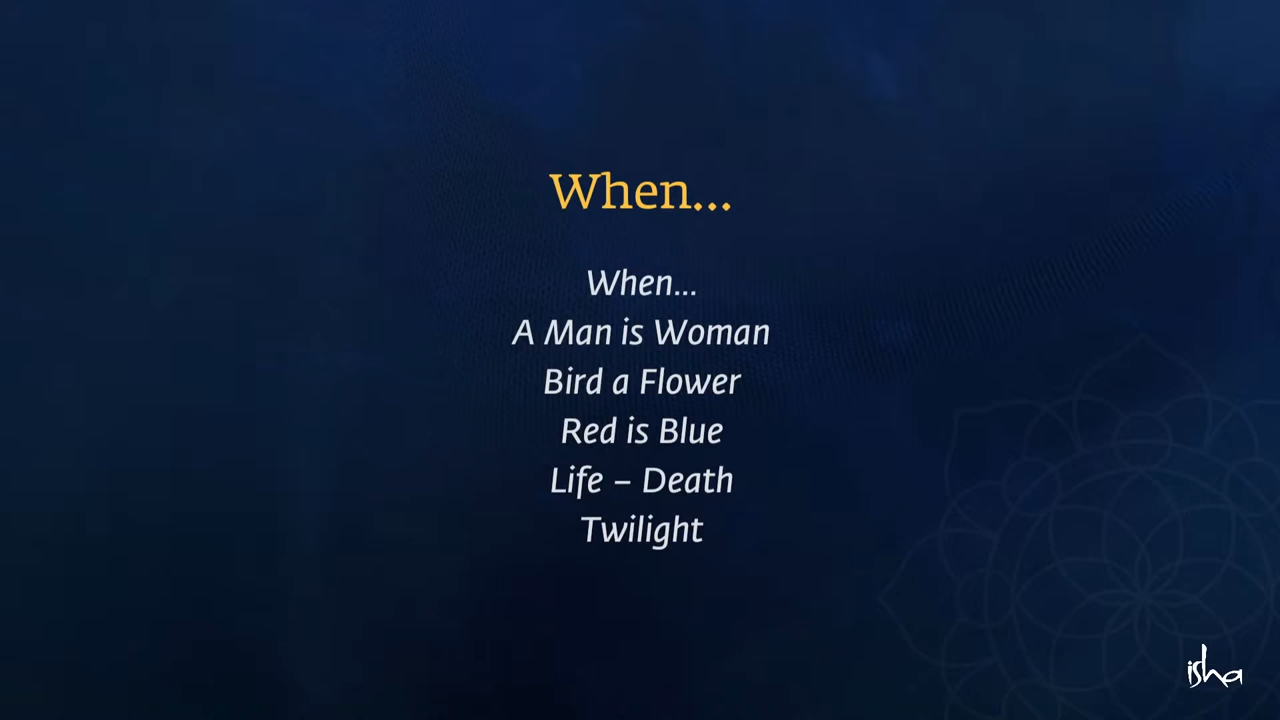 When...
When...
A Man is Woman
Bird a Flower
Red is Blue
Life – Death
Twilight
isha